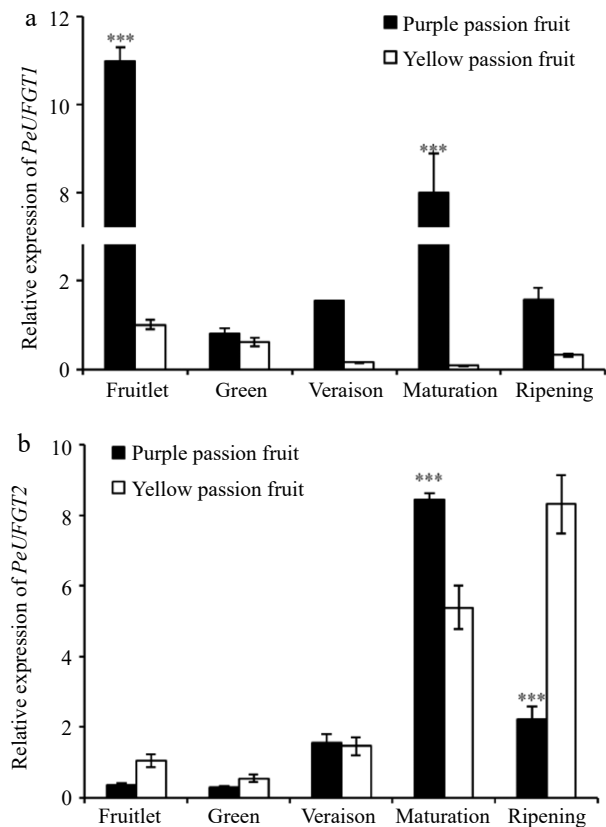 a
Relative expression of PeUFGT1
12
10
8
2
0
***
***
Purple passion fruit
Yellow passion fruit
Fruitlet Green Veraison Maturation Ripening
b
Relative expression of PeUFGT2
10
8
6
4
2
0
Purple passion fruit
Yellow passion fruit
***
***
Fruitlet Green Veraison Maturation Ripening